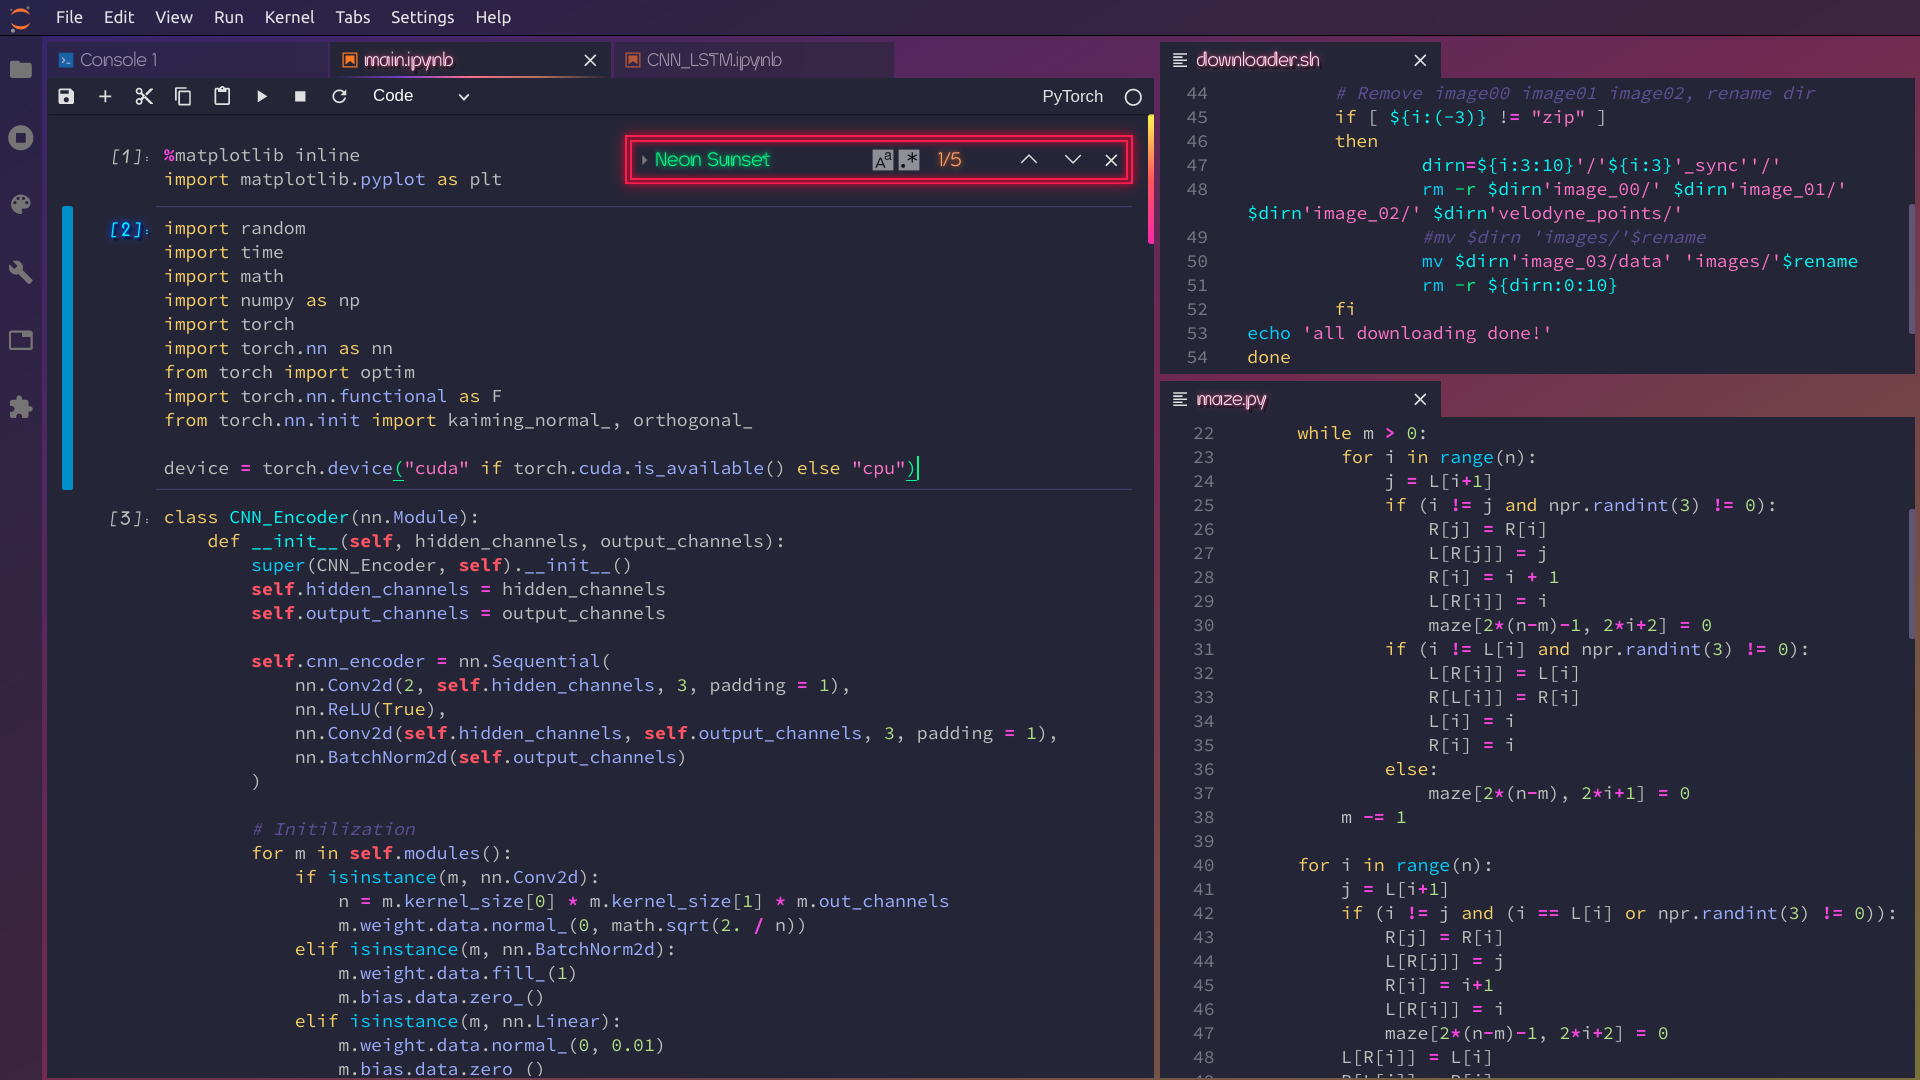 File Edit View Run Kernel Tabs Settings Help
Console 1
main.ipynb
CNN_LSTM.ipynb
Code
PyTorch
Neon Sunset
Aa .* 1/5
[1]: %matplotlib inline
import matplotlib.pyplot as plt
[2]: import random
import time
import math
import numpy as np
import torch
import torch.nn as nn
from torch import optim
import torch.nn.functional as F
from torch.nn.init import kaiming_normal_, orthogonal_
device = torch.device("cuda" if torch.cuda.is_available() else "cpu")
[3]: class CNN_Encoder(nn.Module):
def __init__(self, hidden_channels, output_channels):
super(CNN_Encoder, self).__init__()
self.hidden_channels = hidden_channels
self.output_channels = output_channels
self.cnn_encoder = nn.Sequential(
nn.Conv2d(2, self.hidden_channels, 3, padding = 1),
nn.ReLU(True),
nn.Conv2d(self.hidden_channels, self.output_channels, 3, padding = 1),
nn.BatchNorm2d(self.output_channels)
)
# Initilization
for m in self.modules():
if isinstance(m, nn.Conv2d):
n = m.kernel_size[0] * m.kernel_size[1] * m.out_channels
m.weight.data.normal_(0, math.sqrt(2. / n))
elif isinstance(m, nn.BatchNorm2d):
m.weight.data.fill_(1)
m.bias.data.zero_()
elif isinstance(m, nn.Linear):
m.weight.data.normal_(0, 0.01)
m.bias.data.zero_()
downloader.sh
44 # Remove image00 image01 image02, rename dir
45 if [ ${i:(-3)} != "zip" ]
46 then
47 dirn=${i:3:10}'/'${i:3}'_sync''/'
48 rm -r $dirn'image_00/' $dirn'image_01/'
$dirn'image_02/' $dirn'velodyne_points/'
49 #mv $dirn 'images/'$rename
50 mv $dirn'image_03/data' 'images/'$rename
51 rm -r ${dirn:0:10}
52 fi
53 echo 'all downloading done!'
54 done
maze.py
22 while m > 0:
23 for i in range(n):
24 j = L[i+1]
25 if (i != j and npr.randint(3) != 0):
26 R[j] = R[i]
27 L[R[j]] = j
28 R[i] = i + 1
29 L[R[i]] = i
30 maze[2*(n-m)-1, 2*i+2] = 0
31 if (i != L[i] and npr.randint(3) != 0):
32 L[R[i]] = L[i]
33 R[L[i]] = R[i]
34 L[i] = i
35 R[i] = i
36 else:
37 maze[2*(n-m), 2*i+1] = 0
38 m -= 1
39
40 for i in range(n):
41 j = L[i+1]
42 if (i != j and (i == L[i] or npr.randint(3) != 0)):
43 R[j] = R[i]
44 L[R[j]] = j
45 R[i] = i+1
46 L[R[i]] = i
47 maze[2*(n-m)-1, 2*i+2] = 0
48 L[R[i]] = L[i]